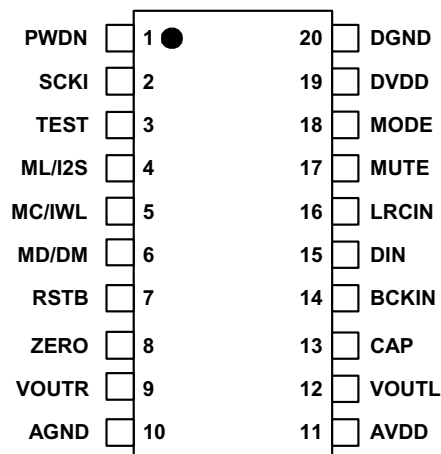 PWDN 1 20 DGND
SCKI 2 19 DVDD
TEST 3 18 MODE
ML/I2S 4 17 MUTE
MC/IWL 5 16 LRCIN
MD/DM 6 15 DIN
RSTB 7 14 BCKIN
ZERO 8 13 CAP
VOUTR 9 12 VOUTL
AGND 10 11 AVDD